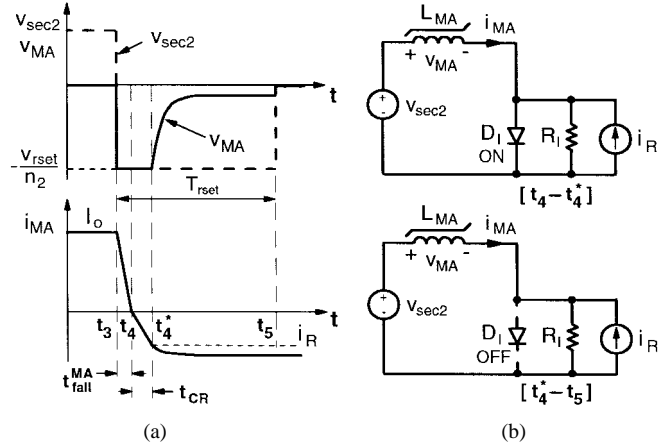 v_sec2
v_MA
v_sec2
t
v_MA
v_rset
n_2
T_rset
i_MA
I_o
t_3 t_4 t_4^* t_5 t
i_R
t_fall^MA
t_CR
(a)
L_MA i_MA
+ v_MA -
v_sec2
+
-
D_I
ON
R_I
i_R
[t_4-t_4^*]
L_MA i_MA
+ v_MA -
v_sec2
+
-
D_I
OFF
R_I
i_R
[t_4^*-t_5]
(b)